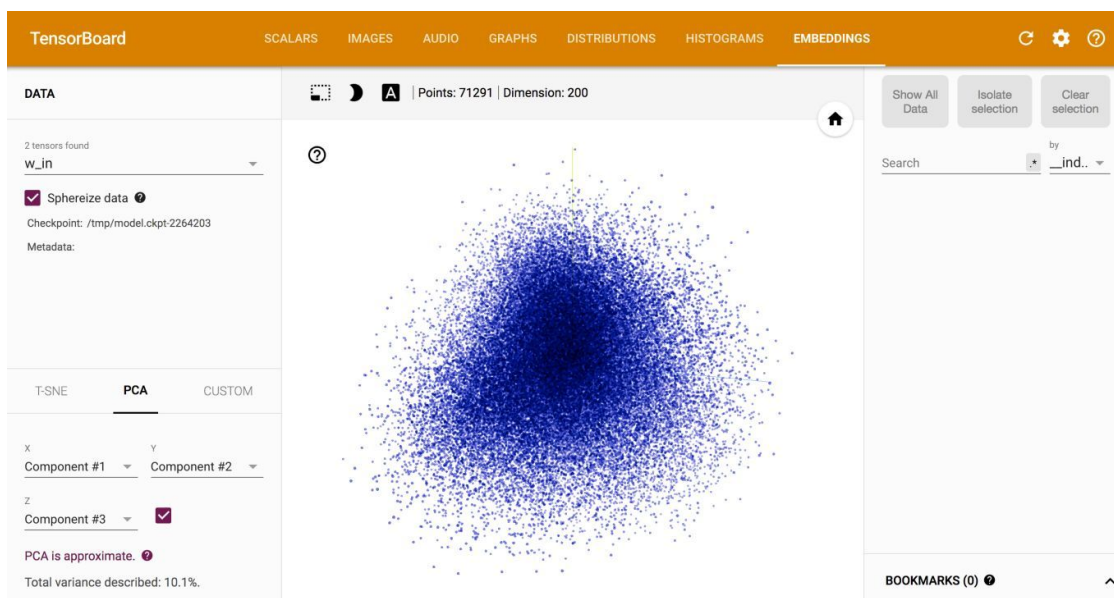 TensorBoard
SCALARS IMAGES AUDIO GRAPHS DISTRIBUTIONS HISTOGRAMS EMBEDDINGS
DATA
2 tensors found
w_in
Sphereize data
Checkpoint: /tmp/model.ckpt-2264203
Metadata:
T-SNE PCA CUSTOM
X Y
Component #1 Component #2
Z
Component #3
PCA is approximate.
Total variance described: 10.1%.
A | Points: 71291 | Dimension: 200
Show All Data
Isolate selection
Clear selection
Search .* by __ind..
BOOKMARKS (0)